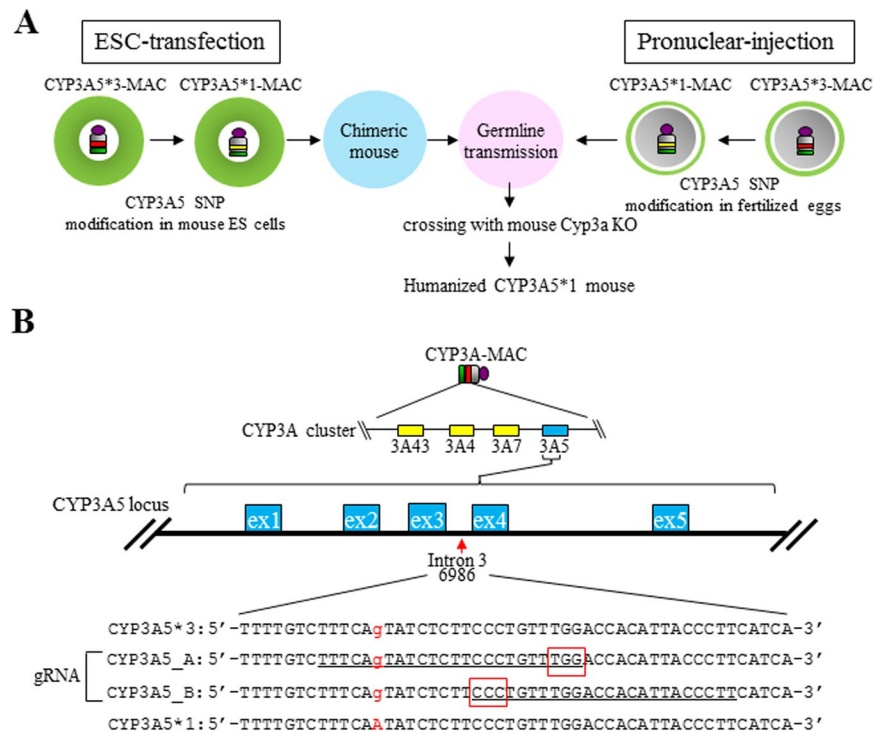 A
ESC-transfection
Pronuclear-injection
CYP3A5*3-MAC CYP3A5*1-MAC
CYP3A5*1-MAC CYP3A5*3-MAC
Chimeric
mouse
Germline
transmission
CYP3A5 SNP
modification in mouse ES cells
CYP3A5 SNP
modification in fertilized eggs
crossing with mouse Cyp3a KO
Humanized CYP3A5*1 mouse
B
CYP3A-MAC
CYP3A cluster
3A43 3A4 3A7 3A5
CYP3A5 locus
ex1 ex2 ex3 ex4 ex5
Intron 3
6986
CYP3A5*3:5’-TTTTGTCTTTCAgTATCTCTTCCCTGTTTGGACCACATTACCCTTCATCA-3’
gRNA
CYP3A5_A:5’-TTTTGTCTTTCAgTATCTCTTCCCTGTTTGGACCACATTACCCTTCATCA-3’
CYP3A5_B:5’-TTTTGTCTTTCAgTATCTCTTCCCTGTTTGGACCACATTACCCTTCATCA-3’
CYP3A5*1:5’-TTTTGTCTTTCAATATCTCTTCCCTGTTTGGACCACATTACCCTTCATCA-3’